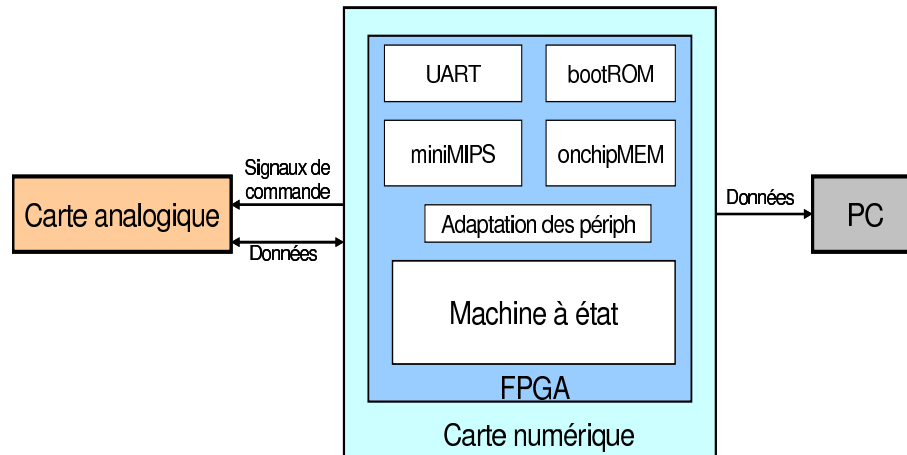 UART
bootROM
miniMIPS
onchipMEM
Signaux de
commande
Carte analogique
Données
Adaptation des périph
Données
PC
Machine à état
FPGA
Carte numérique